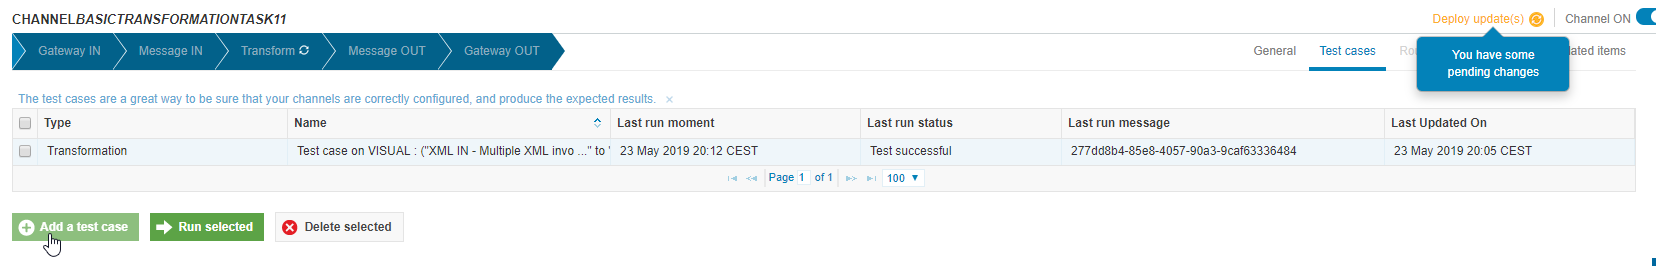 CHANNELBASICTRANSFORMATIONTASK11
Deploy update(s)
Channel ON
Gateway IN
Message IN
Transform
Message OUT
Gateway OUT
General
Test cases
You have some
pending changes
items
The test cases are a great way to be sure that your channels are correctly configured, and produce the expected results. ×
Type Name Last run moment Last run status Last run message Last Updated On
Transformation Test case on VISUAL : ("XML IN - Multiple XML invo ..." to 23 May 2019 20:12 CEST Test successful 277dd8b4-85e8-4057-90a3-9caf63336484 23 May 2019 20:05 CEST
Page 1 of 1 100
Add a test case
Run selected
Delete selected